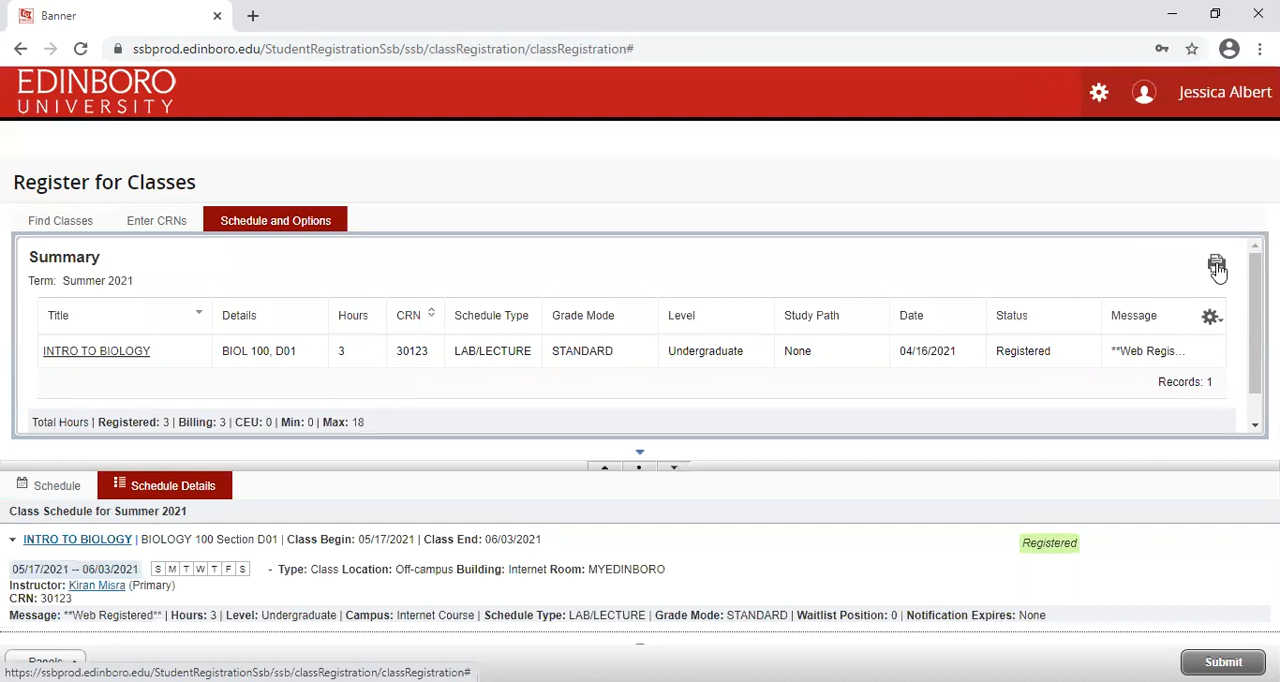 Banner
ssbprod.edinboro.edu/StudentRegistrationSsb/ssb/classRegistration/classRegistration#
EDINBORO
UNIVERSITY
Jessica Albert
Register for Classes
Find Classes Enter CRNs Schedule and Options
Summary
Term: Summer 2021
Title Details Hours CRN Schedule Type Grade Mode Level Study Path Date Status Message
INTRO TO BIOLOGY BIOL 100, D01 3 30123 LAB/LECTURE STANDARD Undergraduate None 04/16/2021 Registered **Web Regis...
Records: 1
Total Hours | Registered: 3 | Billing: 3 | CEU: 0 | Min: 0 | Max: 18
Schedule Schedule Details
Class Schedule for Summer 2021
INTRO TO BIOLOGY | BIOLOGY 100 Section D01 | Class Begin: 05/17/2021 | Class End: 06/03/2021 Registered
05/17/2021 -- 06/03/2021 S M T W T F S - Type: Class Location: Off-campus Building: Internet Room: MYEDINBORO
Instructor: Kiran Misra (Primary)
CRN: 30123
Message: **Web Registered** | Hours: 3 | Level: Undergraduate | Campus: Internet Course | Schedule Type: LAB/LECTURE | Grade Mode: STANDARD | Waitlist Position: 0 | Notification Expires: None
Panels Submit
https://ssbprod.edinboro.edu/StudentRegistrationSsb/ssb/classRegistration/classRegistration#